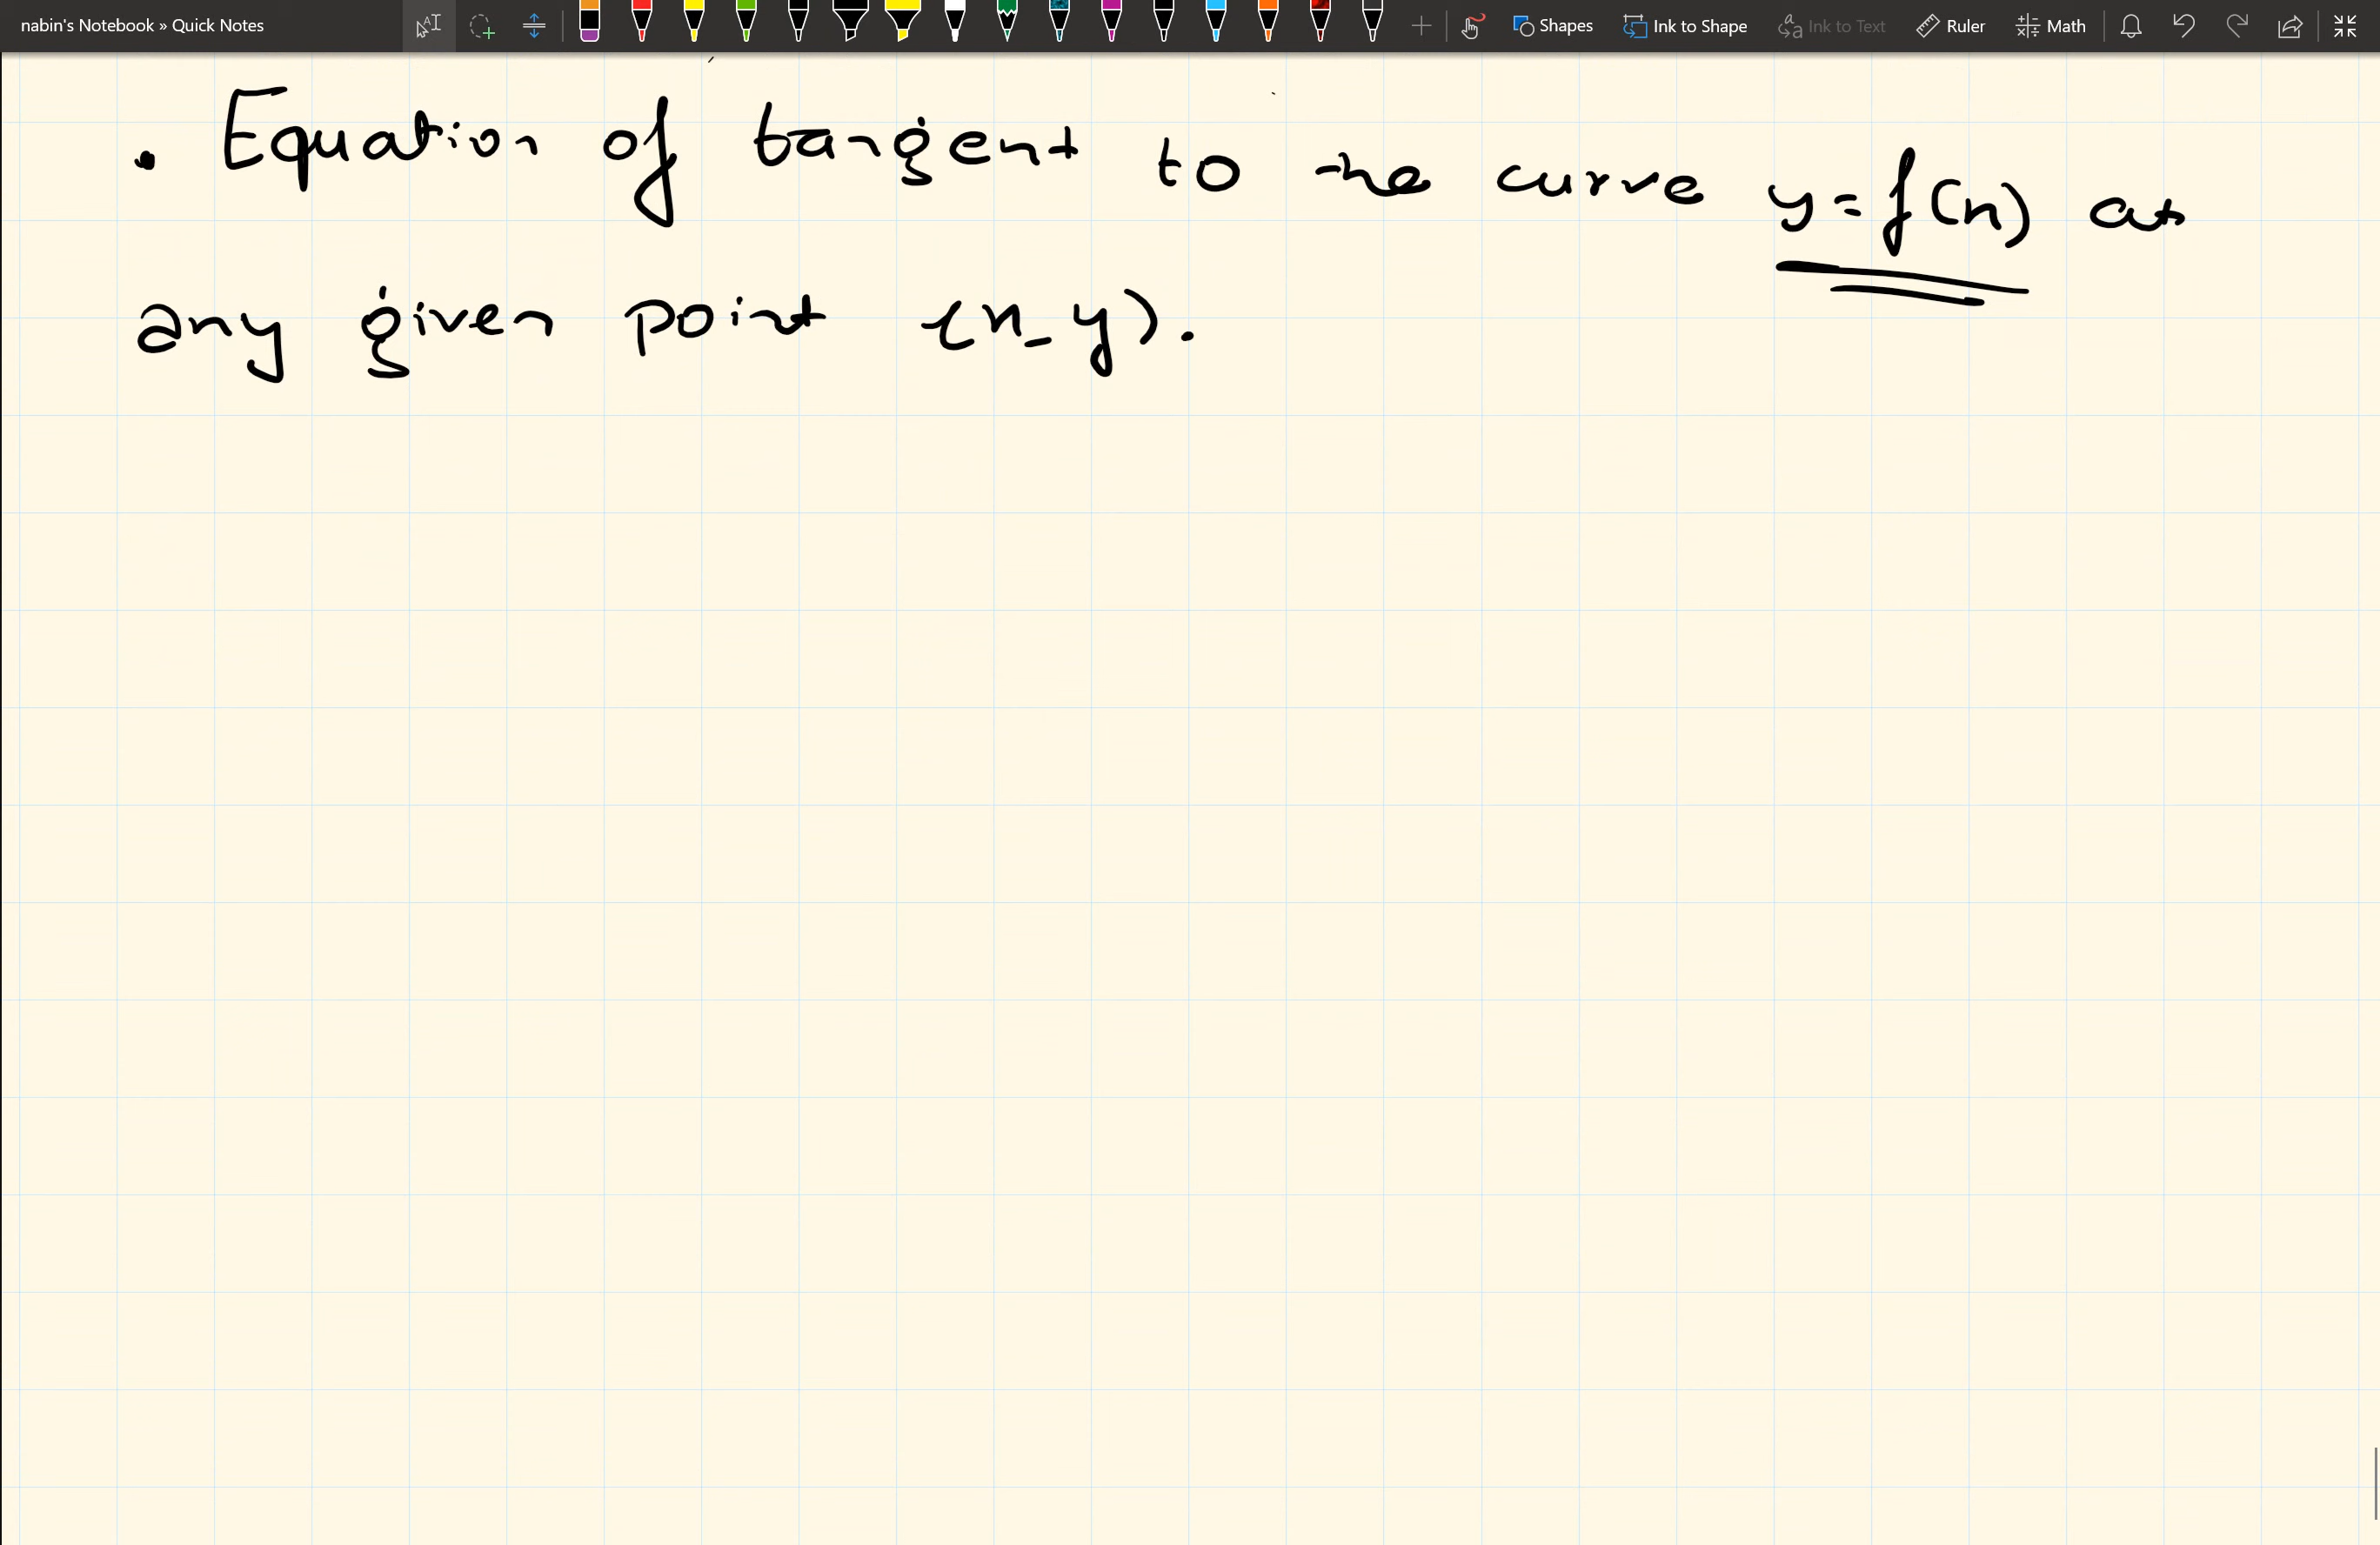 nabin's Notebook » Quick Notes Shapes Ink to Shape Ink to Text Ruler Math
. Equation of tangent to the curve y=f(n) at
any given point (n, y).